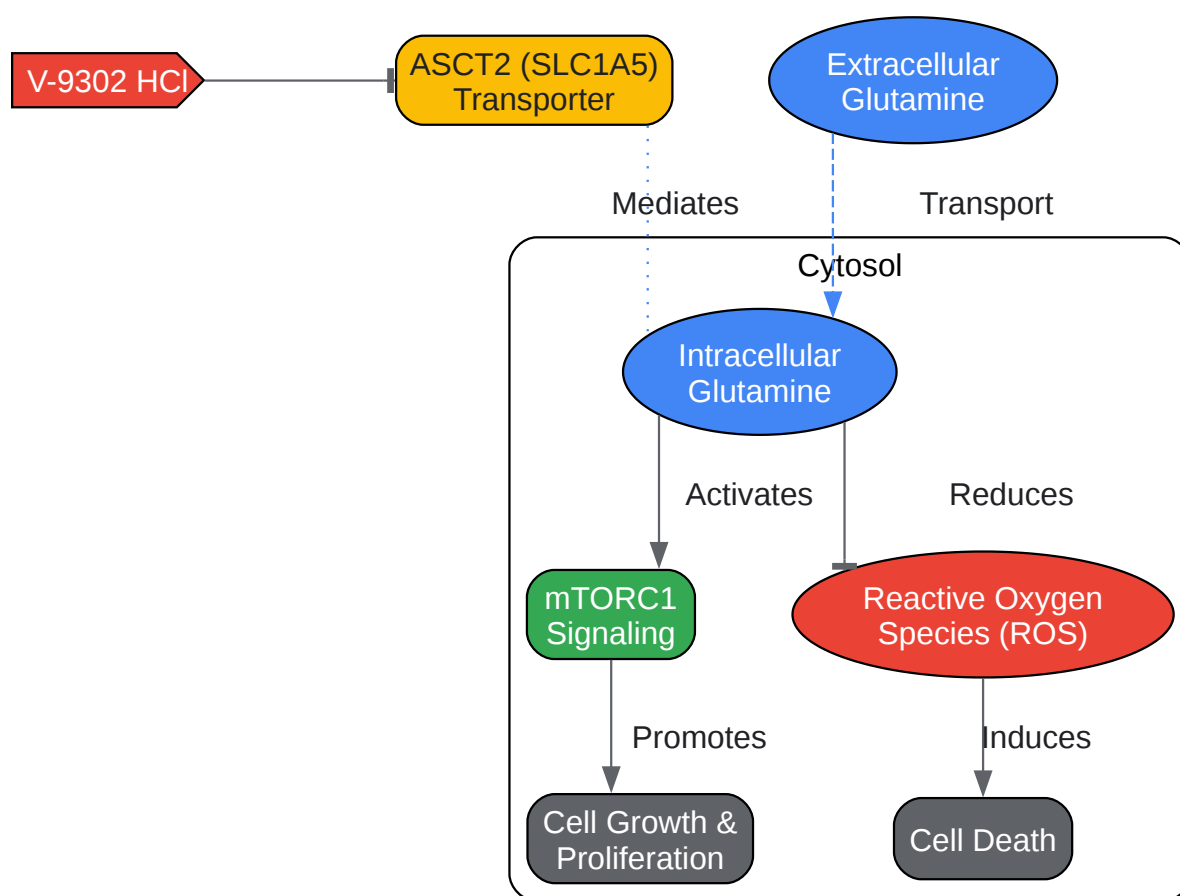 V-9302 HCl
ASCT2 (SLC1A5)
Transporter
Extracellular
Glutamine
Mediates
Transport
Cytosol
Intracellular
Glutamine
Activates
Reduces
mTORC1
Signaling
Reactive Oxygen
Species (ROS)
Promotes
Induces
Cell Growth &
Proliferation
Cell Death